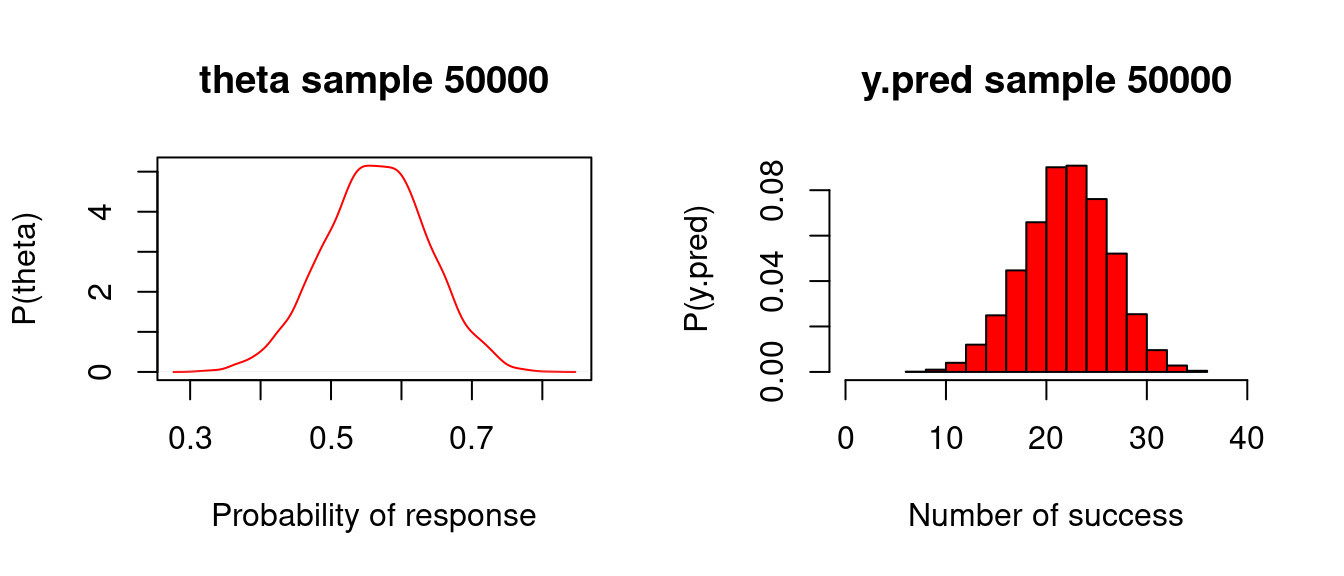 theta sample 50000
P(theta)
4
2
0
0.3 0.5 0.7
Probability of response
y.pred sample 50000
P(y.pred)
0.08
0.04
0.00
0 10 20 30 40
Number of success